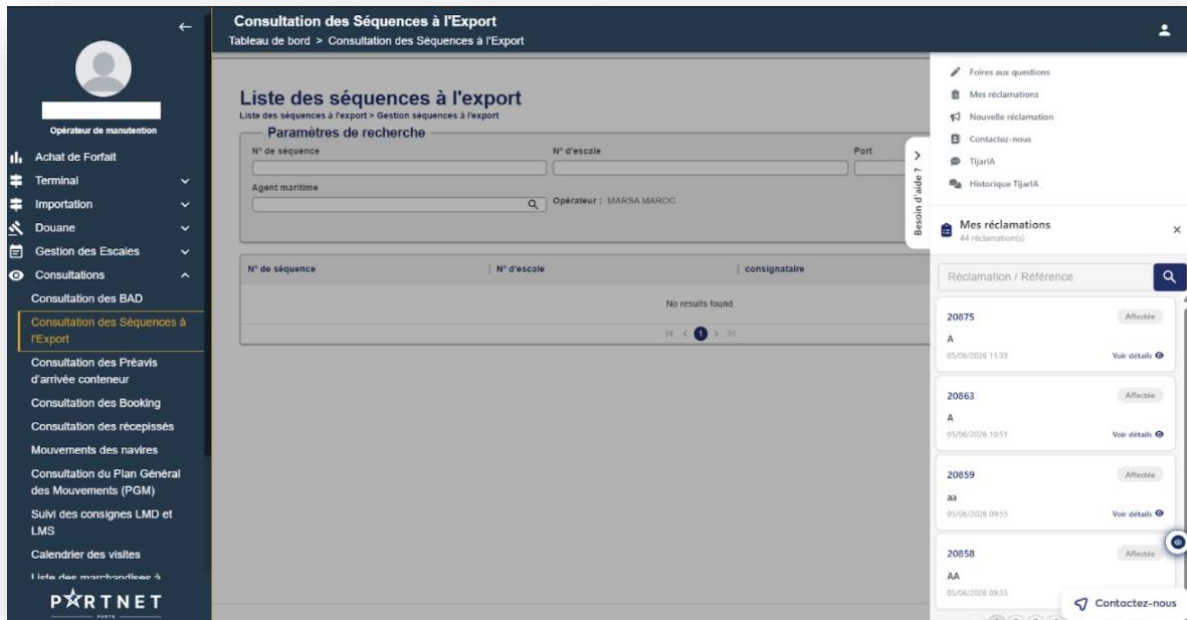 Consultation des Séquences à l'Export
Tableau de bord > Consultation des Séquences à l'Export
Opérateur de manutention
Achat de Forfait
Terminal
Importation
Douane
Gestion des Escales
Consultations
Consultation des BAD
Consultation des Séquences à
l'Export
Consultation des Préavis
d'arrivée conteneur
Consultation des Booking
Consultation des récepissés
Mouvements des navires
Consultation du Plan Général
des Mouvements (PGM)
Suivi des consignes LMD et
LMS
Calendrier des visites
Liste des marchandises à
PORTNET
PORTS
Liste des séquences à l'export
Liste des séquences à l'export > Gestion séquences à l'export
Paramètres de recherche
N° de séquence
N° d'escale
Port
Agent maritime
Opérateur : MARSA MAROC
N° de séquence
N° d'escale
consignataire
No results found.
1
Besoin d'aide ?
Foires aux questions
Mes réclamations
Nouvelle réclamation
Contactez-nous
TijarIA
Historique TijarIA
Mes réclamations
44 réclamation(s)
Réclamation / Référence
20875 Affectée
A
05/06/2026 11:39 Voir détails
20863 Affectée
A
05/06/2026 10:51 Voir détails
20859 Affectée
aa
05/06/2026 09:55 Voir détails
20858 Affectée
AA
05/06/2026 09:55
Contactez-nous